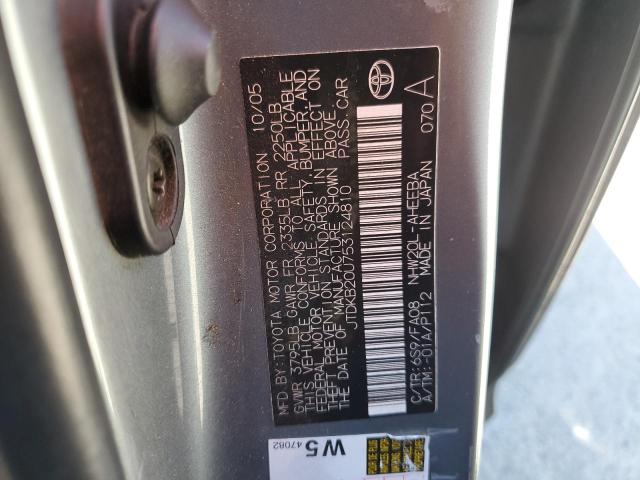 MFD. BY: TOYOTA MOTOR CORPORATION 10/05
GVWR 3795LB GAWR FR 2335LB RR 2250LB
THIS VEHICLE CONFORMS TO ALL APPLICABLE
FEDERAL MOTOR VEHICLE SAFETY, BUMPER, AND
THEFT PREVENTION STANDARDS IN EFFECT ON
THE DATE OF MANUFACTURE SHOWN ABOVE.
JTDKB20U753124810 PASS. CAR
C/TR: 6S9/FA08 NHW20L-AHEEBA
A/TM: -01A/P112 MADE IN JAPAN 070 A
W5
47082